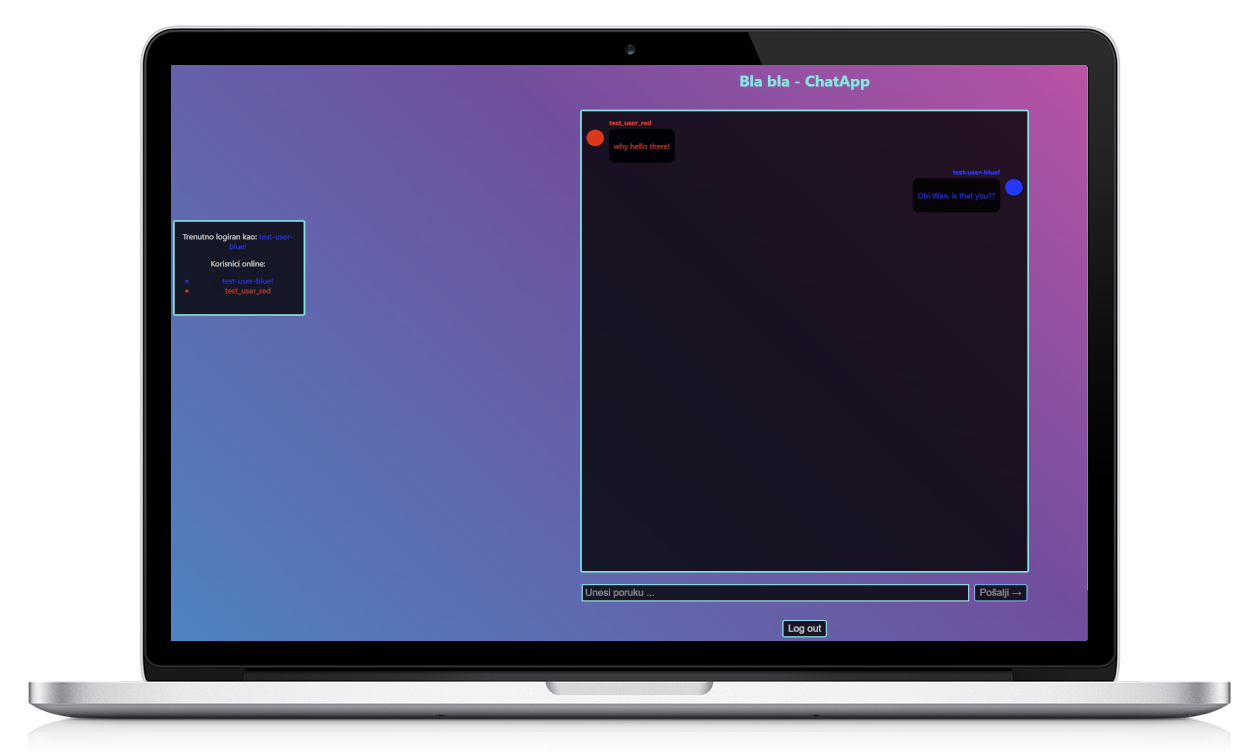 Bla bla - ChatApp
test_user_red
why hello there!
test-user-blue!
Obi Wan, is that you??
Trenutno logiran kao: test-user-
blue!
Korisnici online:
test-user-blue!
test_user_red
Unesi poruku ...
Pošalji →
Log out